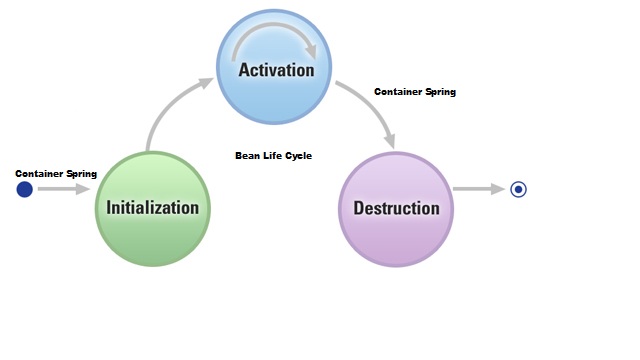 Activation
Container Spring
Bean Life Cycle
Container Spring
Initialization
Destruction